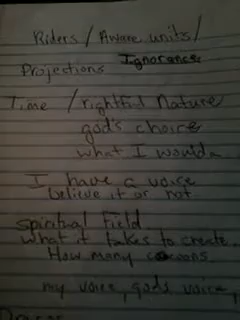 Riders / Aware units /
Projections Ignorance
Time / rightful Nature
god's choice
what I woulda
I have a voice
believe it or not
spiritual Field
what it takes to create
How many cocoons
my voice, gods voice,